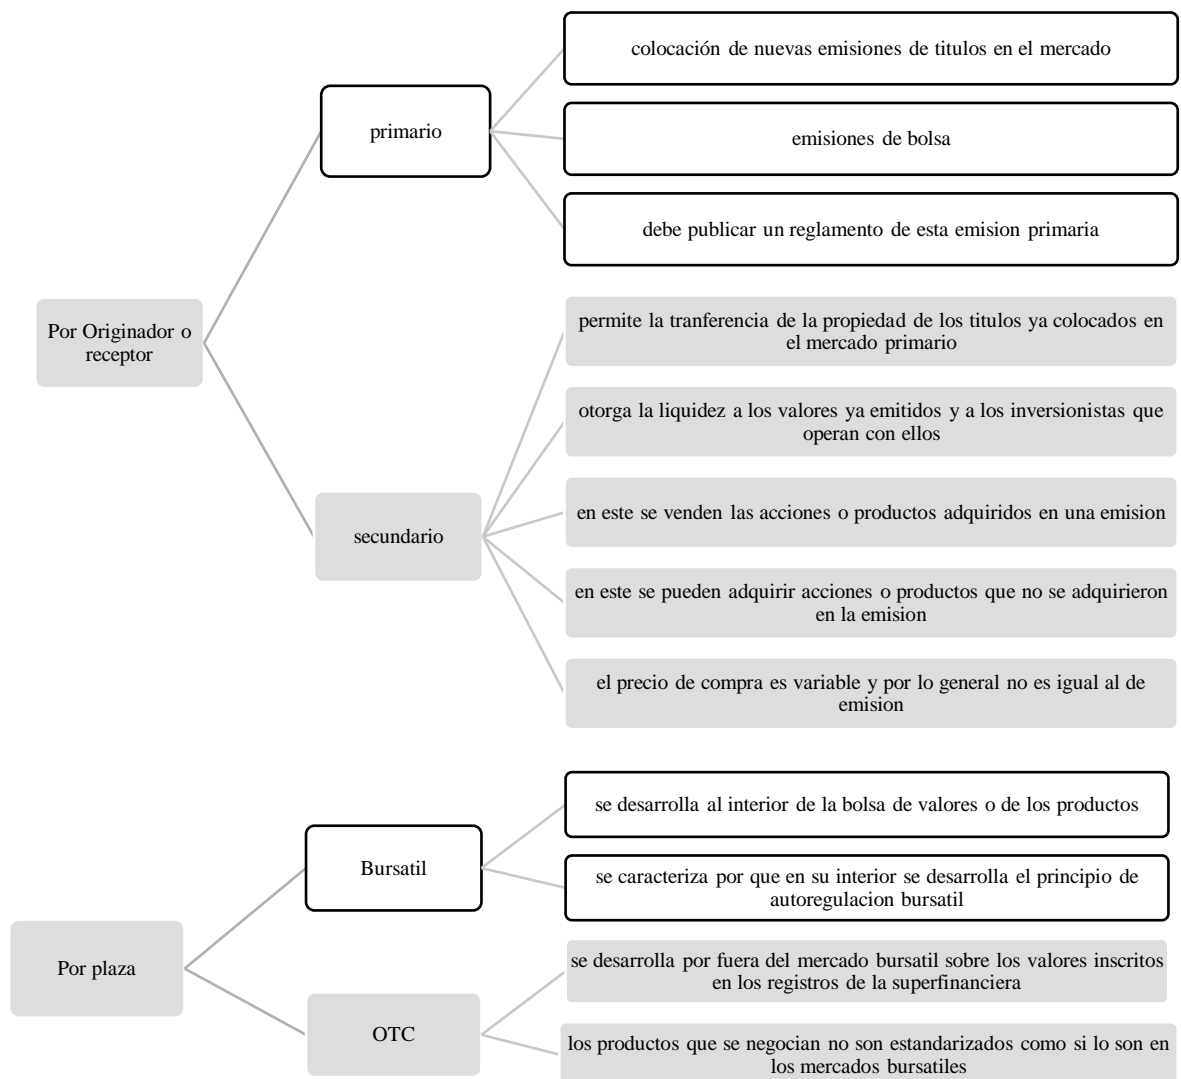 Por Originador o
receptor
primario
colocación de nuevas emisiones de titulos en el mercado
emisiones de bolsa
debe publicar un reglamento de esta emision primaria
secundario
permite la tranferencia de la propiedad de los titulos ya colocados en
el mercado primario
otorga la liquidez a los valores ya emitidos y a los inversionistas que
operan con ellos
en este se venden las acciones o productos adquiridos en una emision
en este se pueden adquirir acciones o productos que no se adquirieron
en la emision
el precio de compra es variable y por lo general no es igual al de
emision
Por plaza
Bursatil
se desarrolla al interior de la bolsa de valores o de los productos
se caracteriza por que en su interior se desarrolla el principio de
autoregulacion bursatil
OTC
se desarrolla por fuera del mercado bursatil sobre los valores inscritos
en los registros de la superfinanciera
los productos que se negocian no son estandarizados como si lo son en
los mercados bursatiles